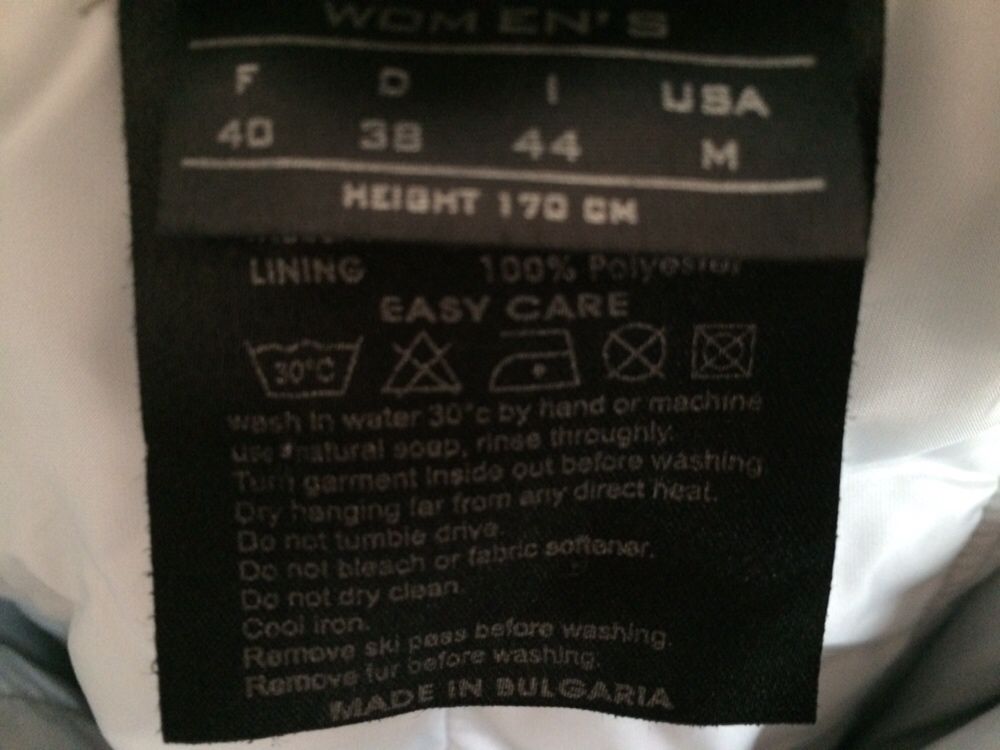 WOMEN'S
F D I USA
40 38 44 M
HEIGHT 170 CM
LINING 100% Polyester
EASY CARE
30°C
wash in water 30°c by hand or machine
use natural soap, rinse throughly.
Turn garment inside out before washing
Dry hanging far from any direct heat.
Do not tumble drive.
Do not bleach or fabric softener.
Do not dry clean.
Cool iron.
Remove ski pass before washing.
Remove fur before washing.
MADE IN BULGARIA